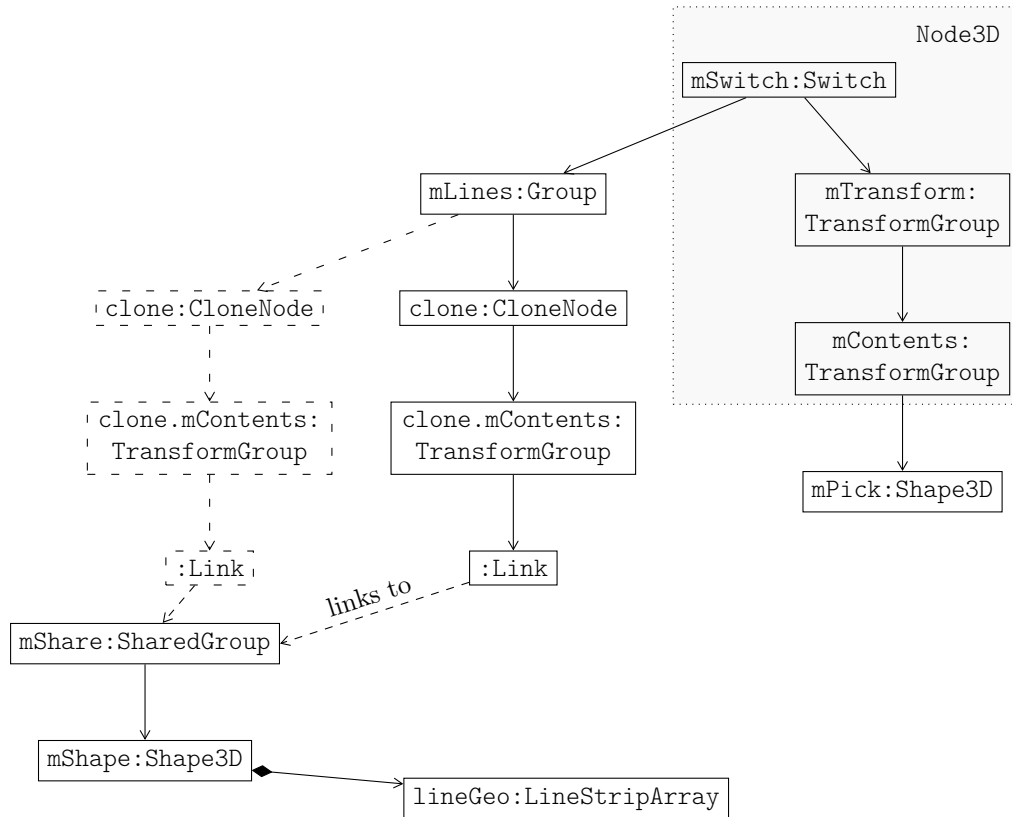 Node3D
mSwitch:Switch
mLines:Group
mTransform:
TransformGroup
clone:CloneNode
clone:CloneNode
mContents:
TransformGroup
clone.mContents:
TransformGroup
clone.mContents:
TransformGroup
mPick:Shape3D
:Link
:Link
links to
mShare:SharedGroup
mShape:Shape3D
lineGeo:LineStripArray